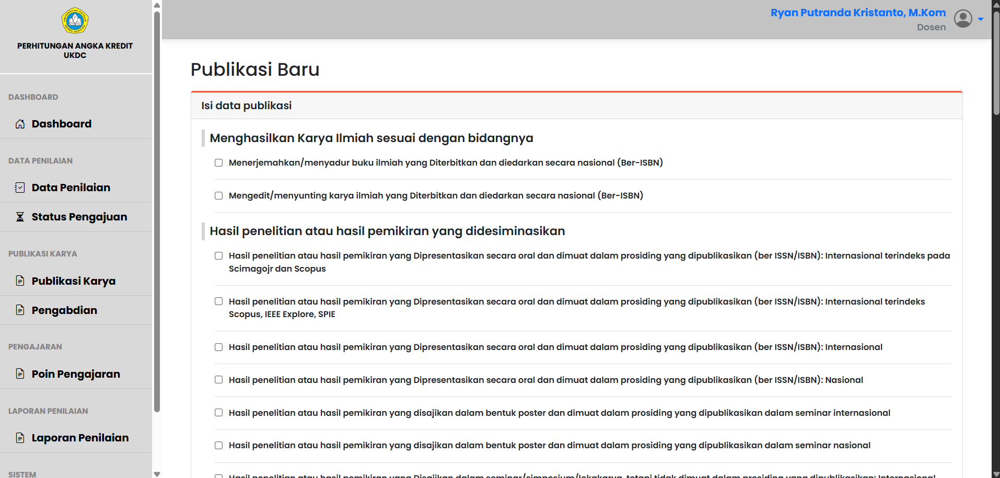 PERHITUNGAN ANGKA KREDIT
UKDC
DASHBOARD
Dashboard
DATA PENILAIAN
Data Penilaian
Status Pengajuan
PUBLIKASI KARYA
Publikasi Karya
Pengabdian
PENGAJARAN
Poin Pengajaran
LAPORAN PENILAIAN
Laporan Penilaian
SISTEM
Ryan Putranda Kristanto, M.Kom
Dosen
Publikasi Baru
Isi data publikasi
Menghasilkan Karya Ilmiah sesuai dengan bidangnya
Menerjemahkan/menyadur buku ilmiah yang Diterbitkan dan diedarkan secara nasional (Ber-ISBN)
Mengedit/menyunting karya ilmiah yang Diterbitkan dan diedarkan secara nasional (Ber-ISBN)
Hasil penelitian atau hasil pemikiran yang didesiminasikan
Hasil penelitian atau hasil pemikiran yang Dipresentasikan secara oral dan dimuat dalam prosiding yang dipublikasikan (ber ISSN/ISBN): Internasional terindeks pada
Scimagojr dan Scopus
Hasil penelitian atau hasil pemikiran yang Dipresentasikan secara oral dan dimuat dalam prosiding yang dipublikasikan (ber ISSN/ISBN): Internasional terindeks
Scopus, IEEE Explore, SPIE
Hasil penelitian atau hasil pemikiran yang Dipresentasikan secara oral dan dimuat dalam prosiding yang dipublikasikan (ber ISSN/ISBN): Internasional
Hasil penelitian atau hasil pemikiran yang Dipresentasikan secara oral dan dimuat dalam prosiding yang dipublikasikan (ber ISSN/ISBN): Nasional
Hasil penelitian atau hasil pemikiran yang disajikan dalam bentuk poster dan dimuat dalam prosiding yang dipublikasikan dalam seminar internasional
Hasil penelitian atau hasil pemikiran yang disajikan dalam bentuk poster dan dimuat dalam prosiding yang dipublikasikan dalam seminar nasional
Hasil penelitian atau hasil pemikiran yang Disajikan dalam seminar/simposium/lokakarya, tetapi tidak dimuat dalam prosiding yang dipublikasikan: Internasional